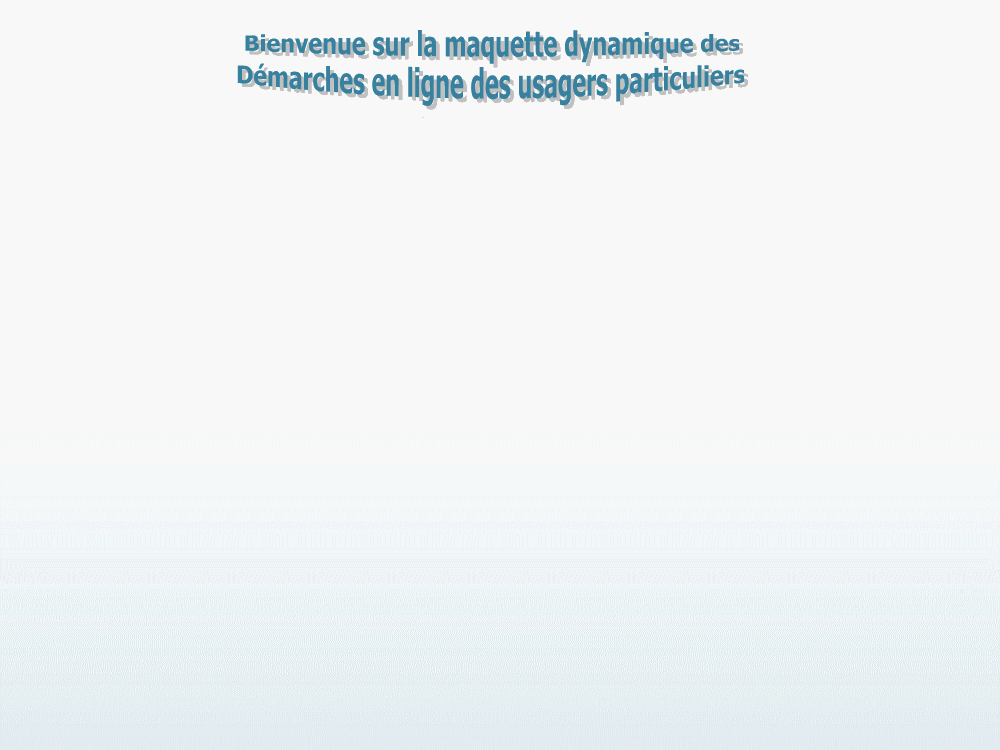 Bienvenue sur la maquette dynamique des
Démarches en ligne des usagers particuliers